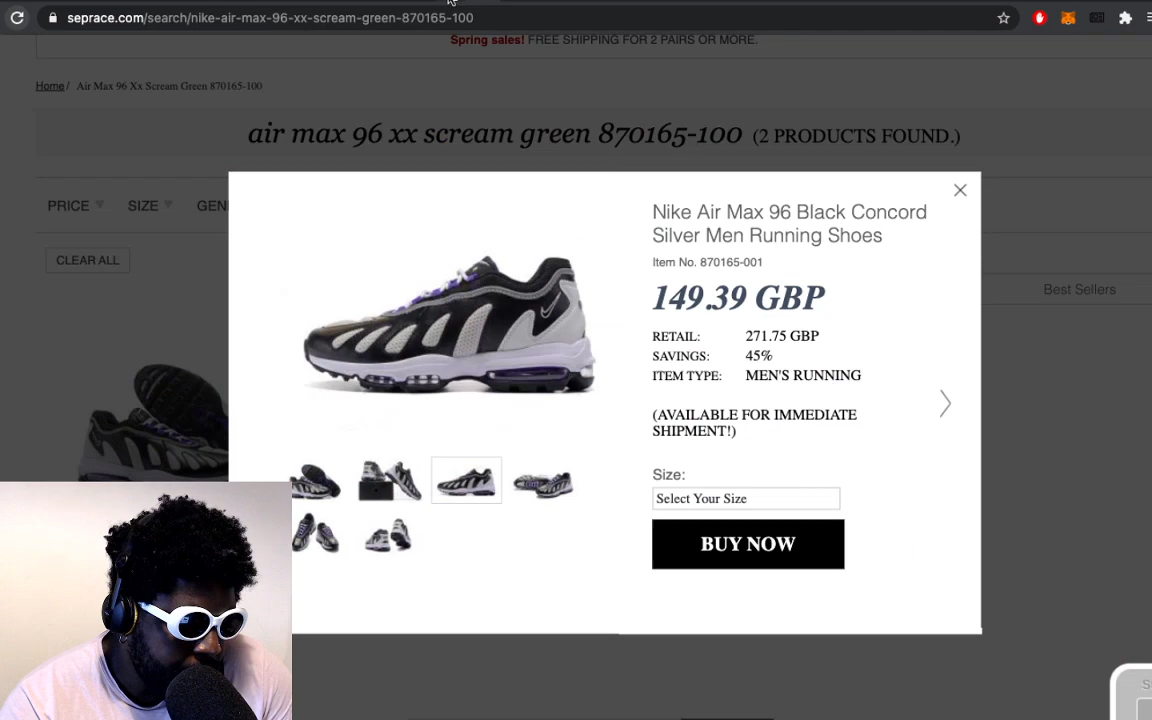 seprace.com/search/nike-air-max-96-xx-scream-green-870165-100
Spring sales! FREE SHIPPING FOR 2 PAIRS OR MORE.
Home / Air Max 96 Xx Scream Green 870165-100
air max 96 xx scream green 870165-100 (2 PRODUCTS FOUND.)
PRICE SIZE GEN
CLEAR ALL
Best Sellers
Nike Air Max 96 Black Concord
Silver Men Running Shoes
Item No. 870165-001
149.39 GBP
RETAIL: 271.75 GBP
SAVINGS: 45%
ITEM TYPE: MEN'S RUNNING
(AVAILABLE FOR IMMEDIATE
SHIPMENT!)
Size:
Select Your Size
BUY NOW